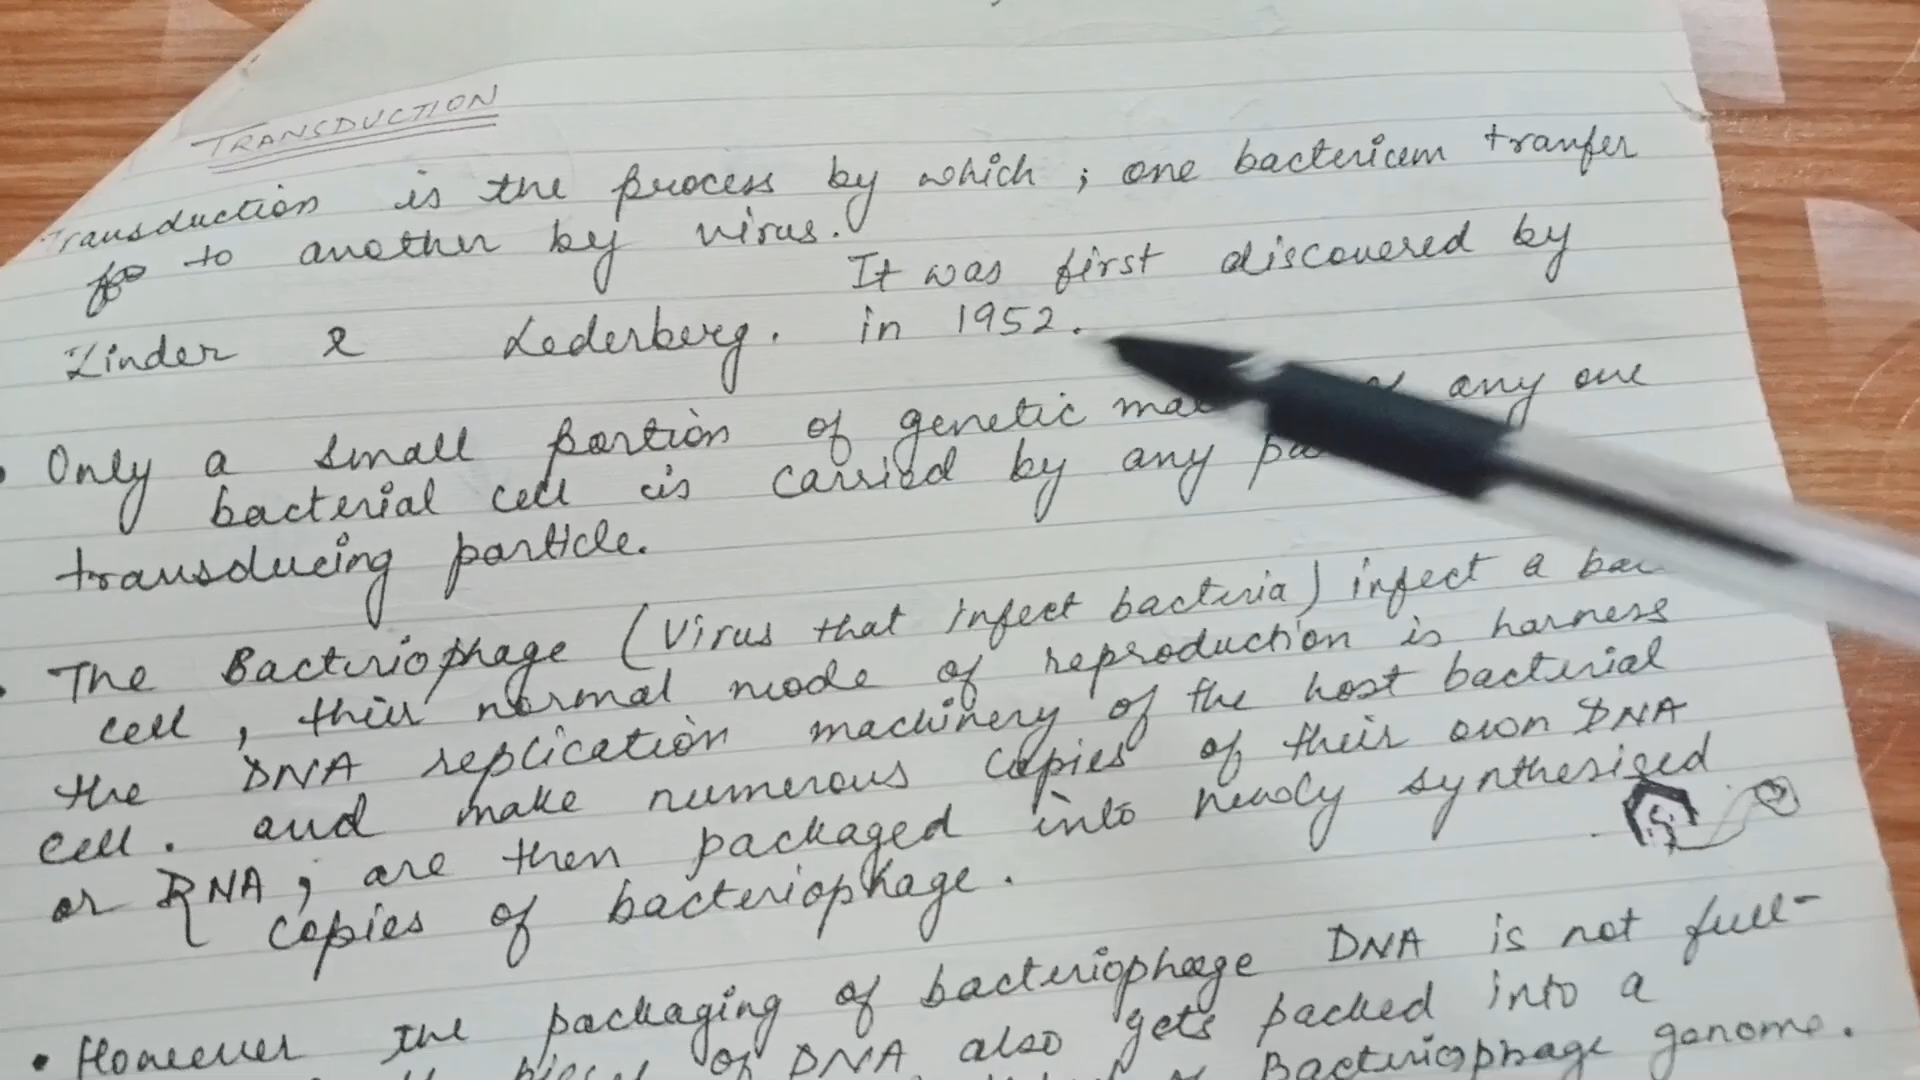 TRANSDUCTION
Transduction is the process by which ; one bactericem tranfer
to another by virus.
It was first discovered by
Zinder & Lederberg. in 1952.
• Only a small portion of genetic any one
bacterial cell is carried by any
transducing particle.
• The Bacteriophage (Virus that infect bacteria) infect a
cell, their normal mode of reproduction is harness
the DNA replication machinery of the host bacterial
cell. and make numerous copies of their own DNA
or RNA ; are then packaged into newly synthesised
copies of bacteriophage.
• However the packaging of bacteriophage DNA is not full-
of DNA also gets packed into a
Bacteriophage genome.